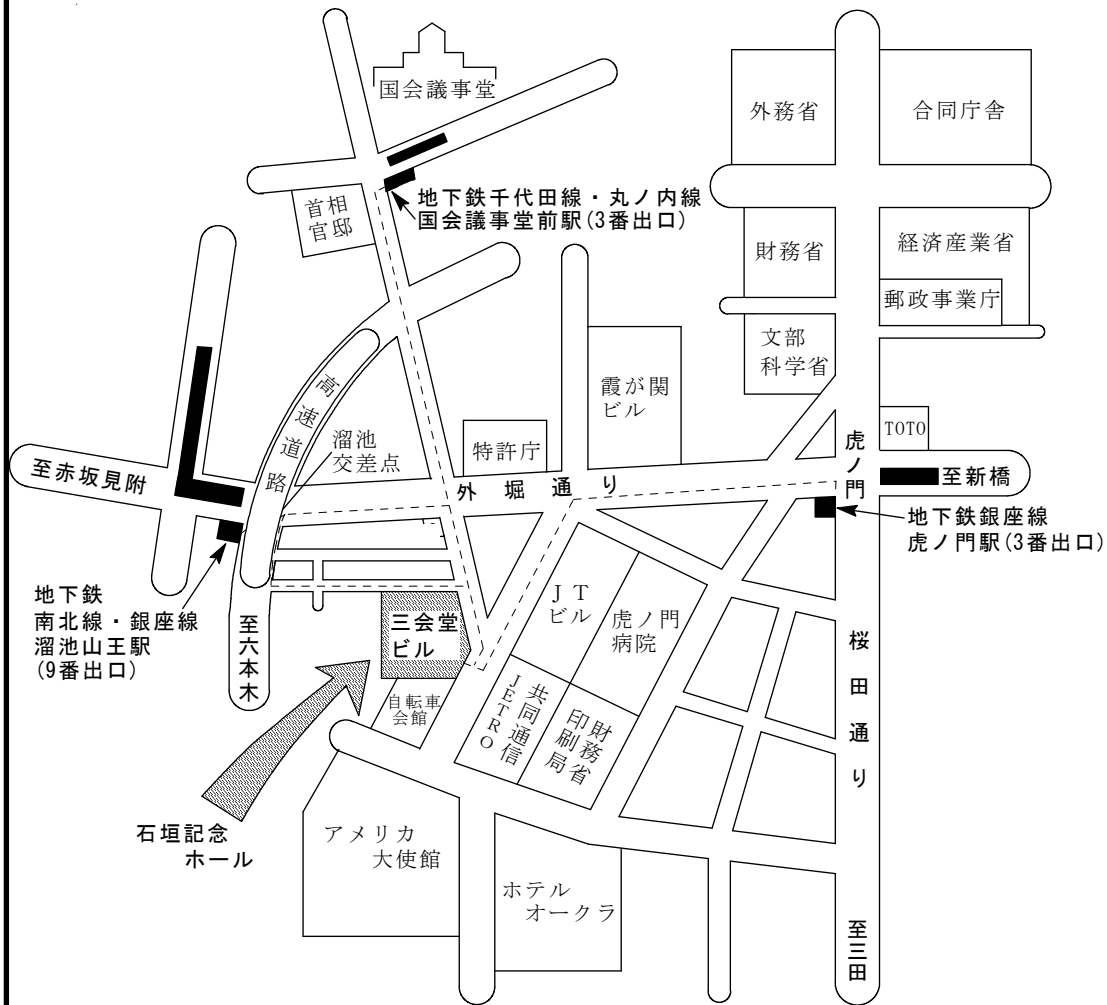 国会議事堂
外務省
合同庁舎
地下鉄千代田線・丸ノ内線
国会議事堂前駅(3番出口)
首相
官邸
財務省
経済産業省
郵政事業庁
文部
科学省
霞が関
ビル
高速道路
溜池
交差点
特許庁
TOTO
虎ノ門
至赤坂見附
外堀通り
至新橋
地下鉄銀座線
虎ノ門駅(3番出口)
地下鉄
南北線・銀座線
溜池山王駅
(9番出口)
至六本木
三会堂
ビル
JT
ビル
虎ノ門
病院
桜田通り
自転車
会館
共同通信
JETRO
財務省
印刷局
石垣記念
ホール
アメリカ
大使館
ホテル
オークラ
至三田